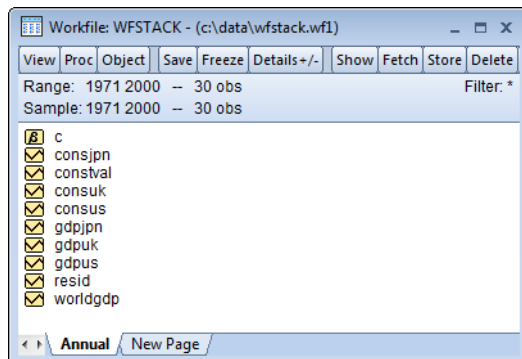 Workfile: WFSTACK - (c:\data\wfstack.wf1)
View Proc Object Save Freeze Details+/- Show Fetch Store Delete
Range: 1971 2000 -- 30 obs Filter: *
Sample: 1971 2000 -- 30 obs
β c
consjpn
constval
consuk
consus
gdpjpn
gdpuk
gdpus
resid
worldgdp
Annual New Page